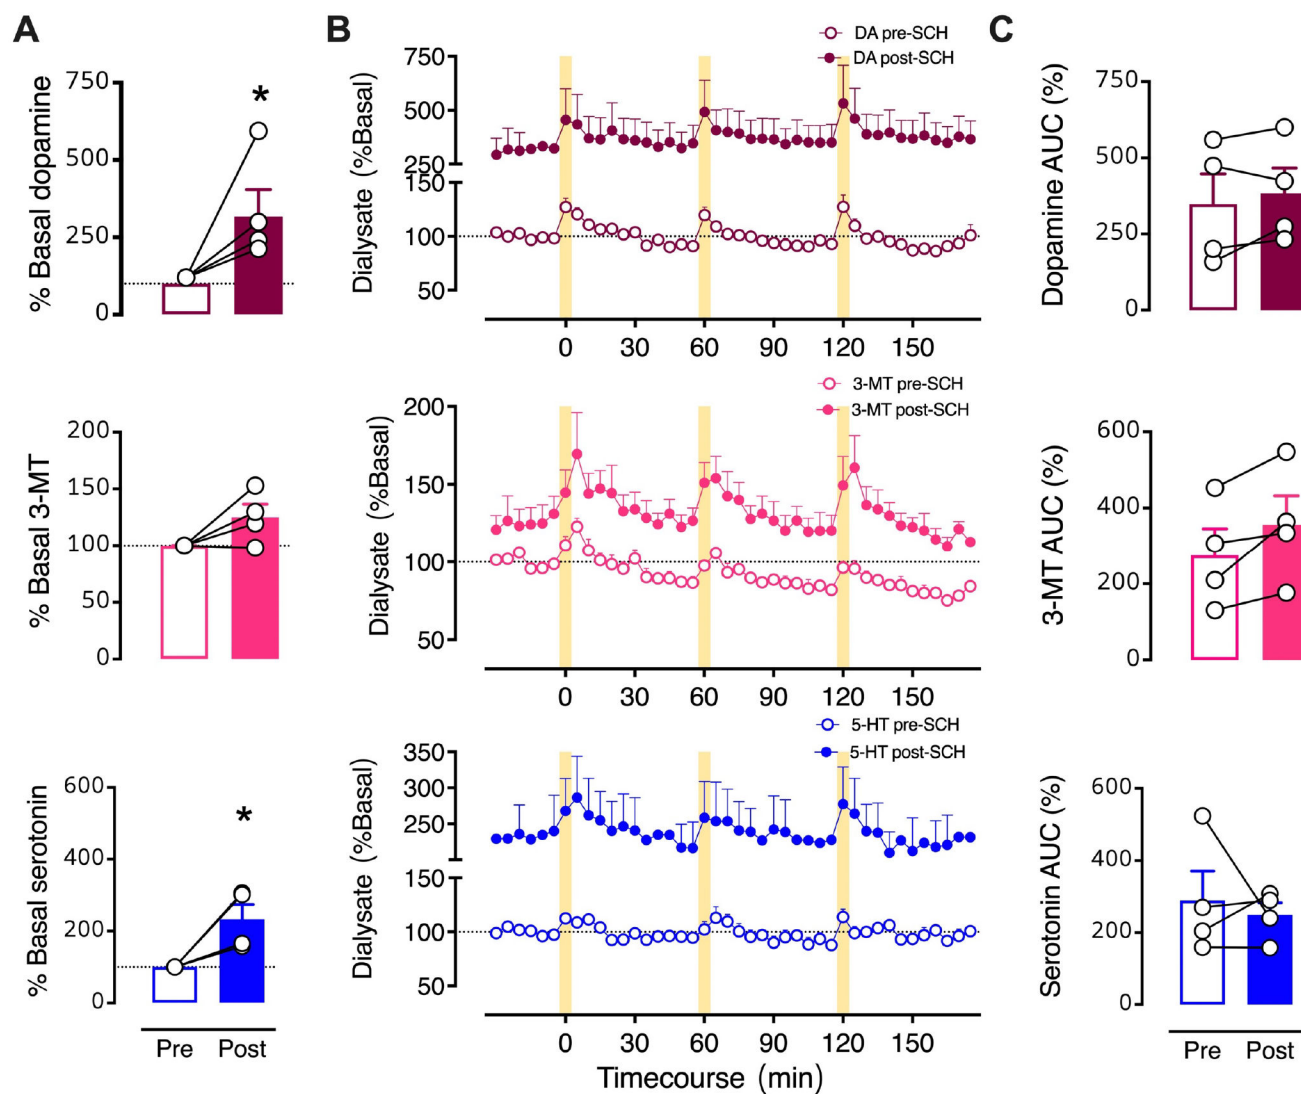 A
% Basal dopamine
750
500
250
0
*
B
DA pre-SCH
DA post-SCH
Dialysate (%Basal)
750
500
250
150
100
50
0 30 60 90 120 150
C
Dopamine AUC (%)
750
500
250
0
% Basal 3-MT
200
150
100
50
0
3-MT pre-SCH
3-MT post-SCH
Dialysate (%Basal)
200
150
100
50
0 30 60 90 120 150
3-MT AUC (%)
600
400
200
0
% Basal serotonin
600
400
200
0
*
Pre Post
5-HT pre-SCH
5-HT post-SCH
Dialysate (%Basal)
350
300
250
150
100
50
0 30 60 90 120 150
Timecourse (min)
Serotonin AUC (%)
600
400
200
0
Pre Post